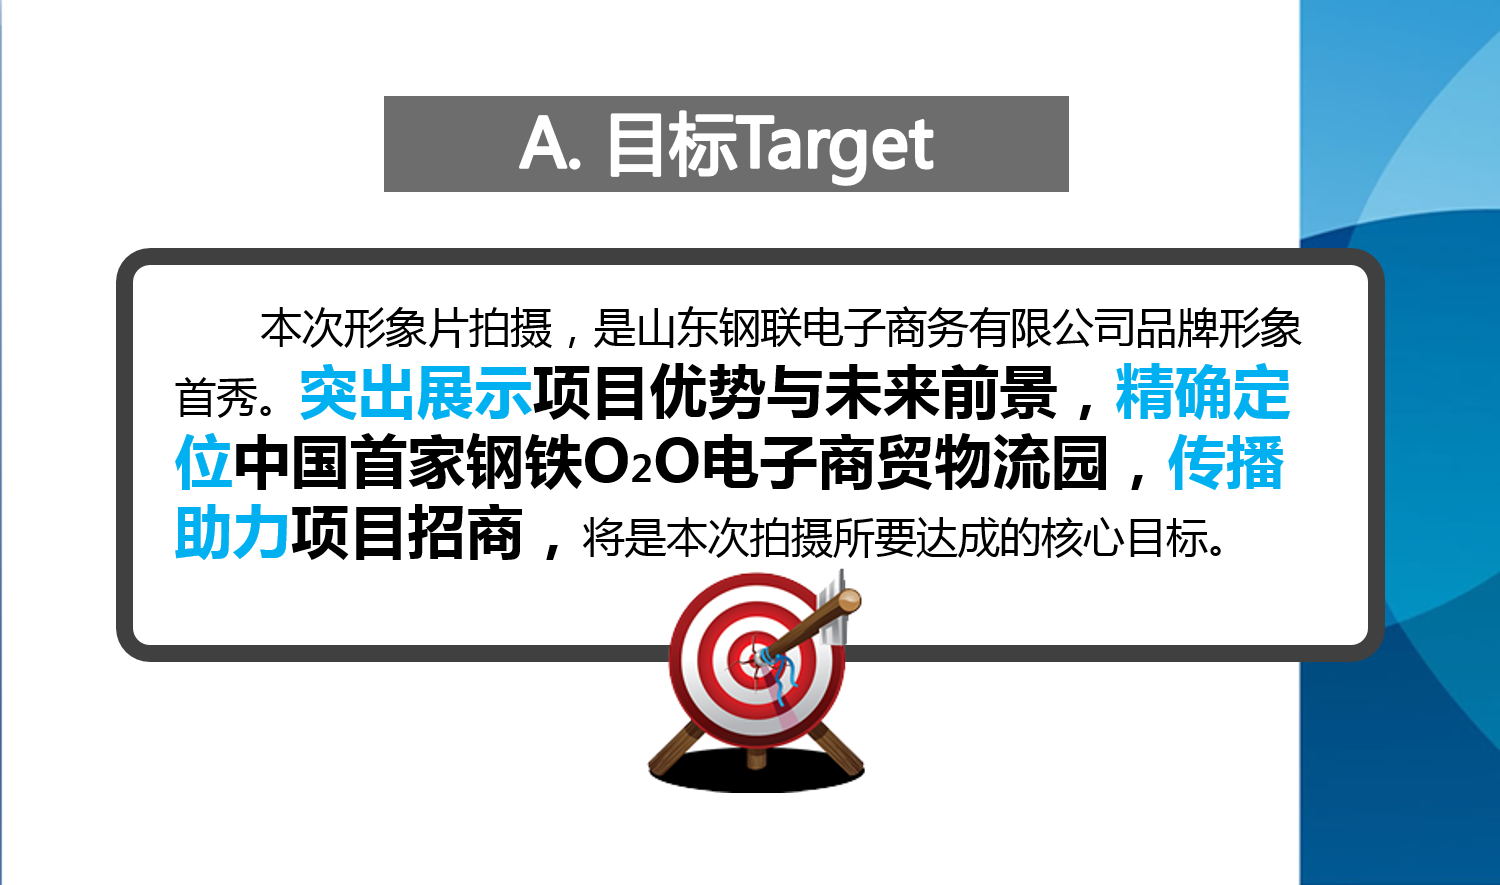 A. 目标Target
本次形象片拍摄，是山东钢联电子商务有限公司品牌形象
首秀。突出展示项目优势与未来前景，精确定
位中国首家钢铁O2O电子商贸物流园，传播
助力项目招商，将是本次拍摄所要达成的核心目标。